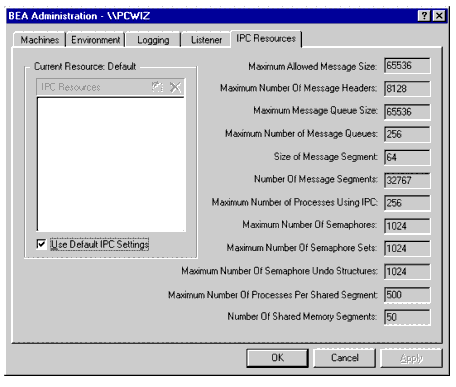 BEA Administration - \\PCWIZ
Machines Environment Logging Listener IPC Resources
Current Resource: Default
IPC Resources
Use Default IPC Settings
Maximum Allowed Message Size: 65536
Maximum Number Of Message Headers: 8128
Maximum Message Queue Size: 65536
Maximum Number of Message Queues: 256
Size of Message Segment: 64
Number Of Message Segments: 32767
Maximum Number of Processes Using IPC: 256
Maximum Number Of Semaphores: 1024
Maximum Number Of Semaphore Sets: 1024
Maximum Number Of Semaphore Undo Structures: 1024
Maximum Number Of Processes Per Shared Segment: 500
Number Of Shared Memory Segments: 50
OK Cancel Apply